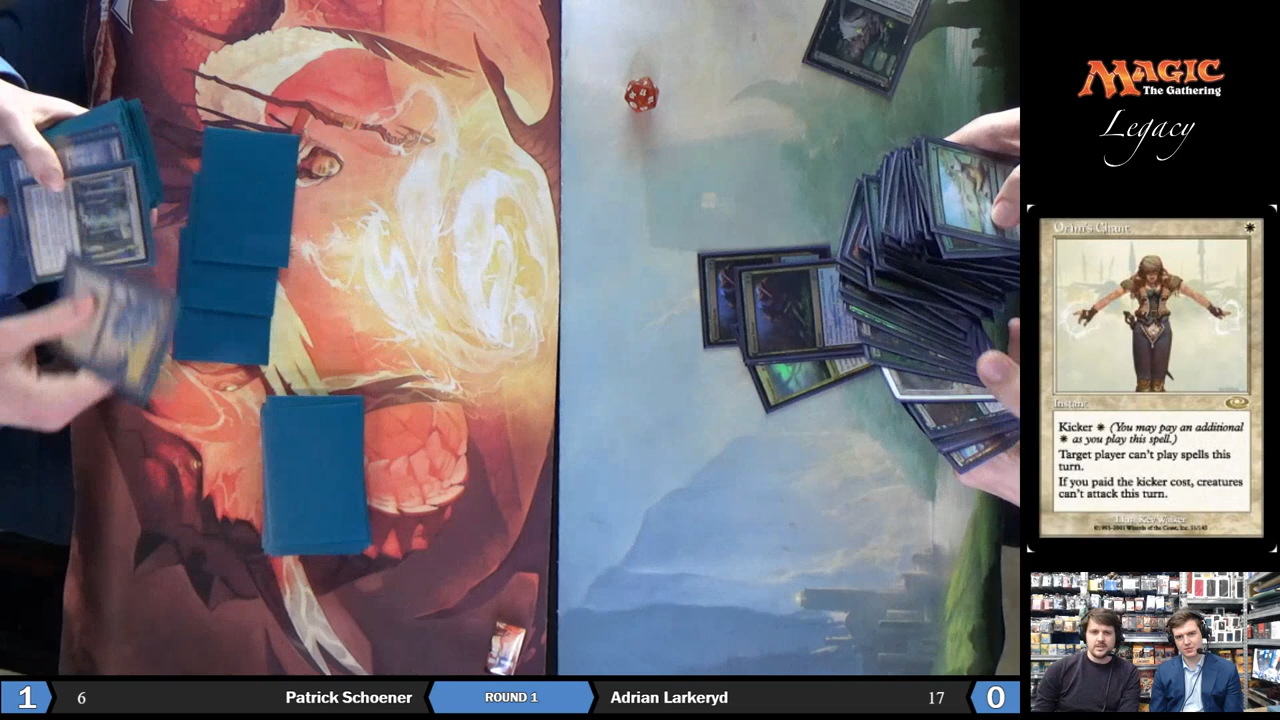 MAGIC
The Gathering
Legacy
Orim's Chant
Instant
Kicker (You may pay an additional
as you play this spell.)
Target player can't play spells this
turn.
If you paid the kicker cost, creatures
can't attack this turn.
1 6 Patrick Schoener ROUND 1 Adrian Larkeryd 17 0